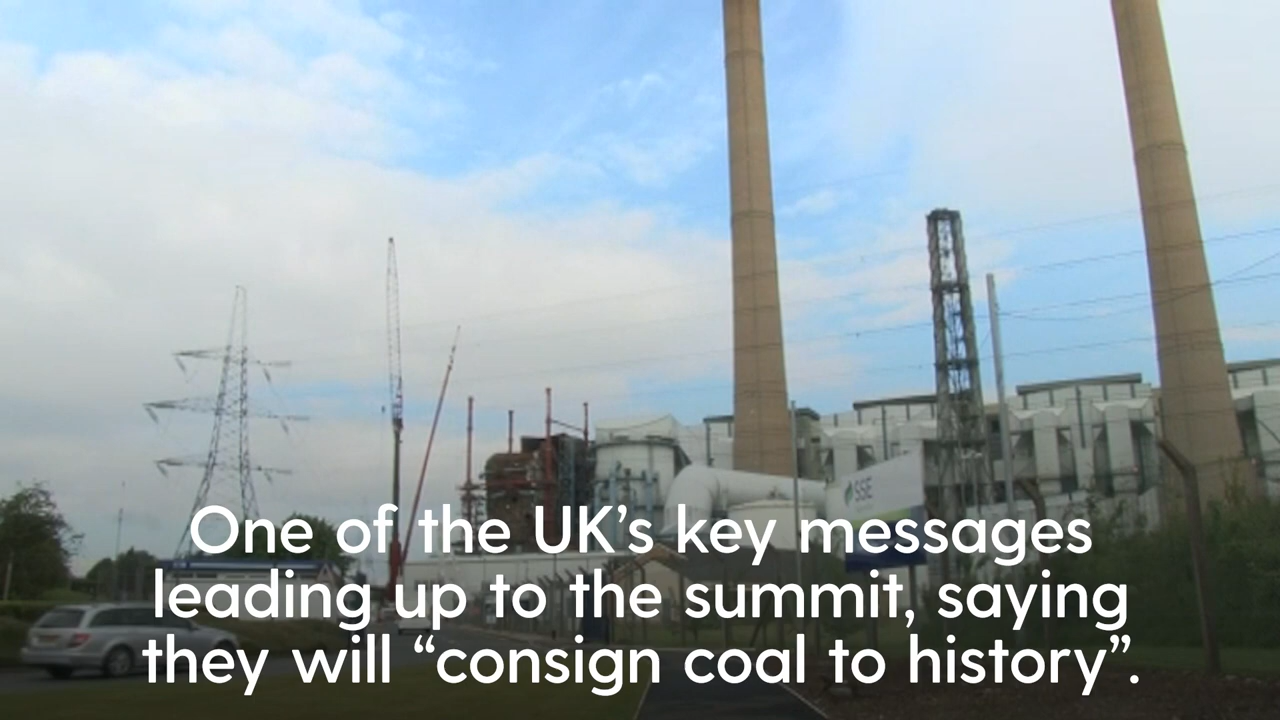 SSE
One of the UK’s key messages
leading up to the summit, saying
they will “consign coal to history”.